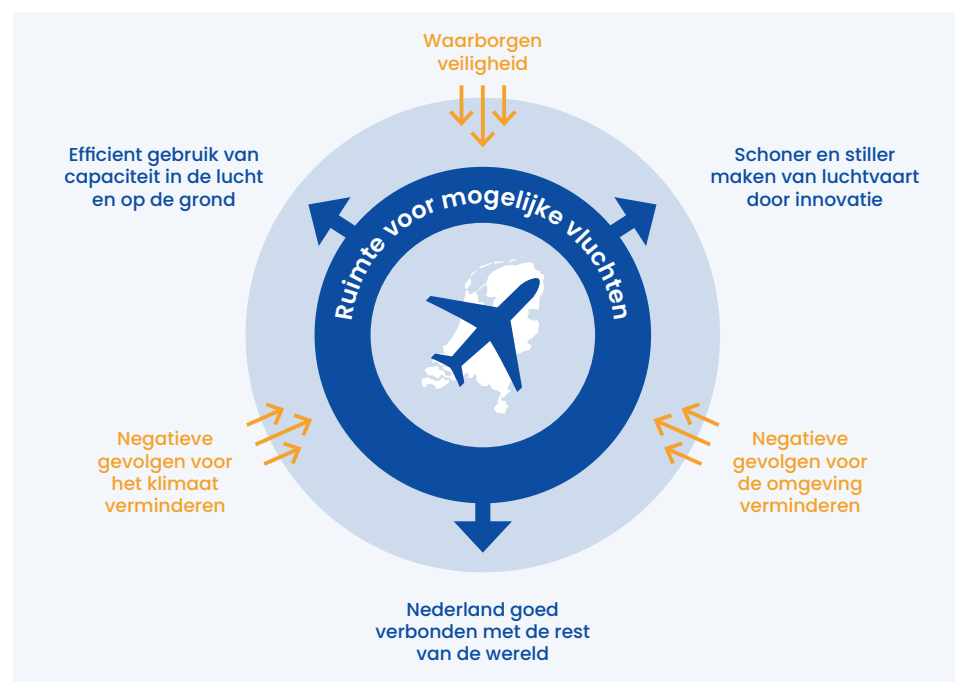 Waarborgen
veiligheid
Efficient gebruik van
capaciteit in de lucht
en op de grond
Schoner en stiller
maken van luchtvaart
door innovatie
Ruimte voor mogelijke vluchten
Negatieve
gevolgen voor
het klimaat
verminderen
Negatieve
gevolgen voor
de omgeving
verminderen
Nederland goed
verbonden met de rest
van de wereld